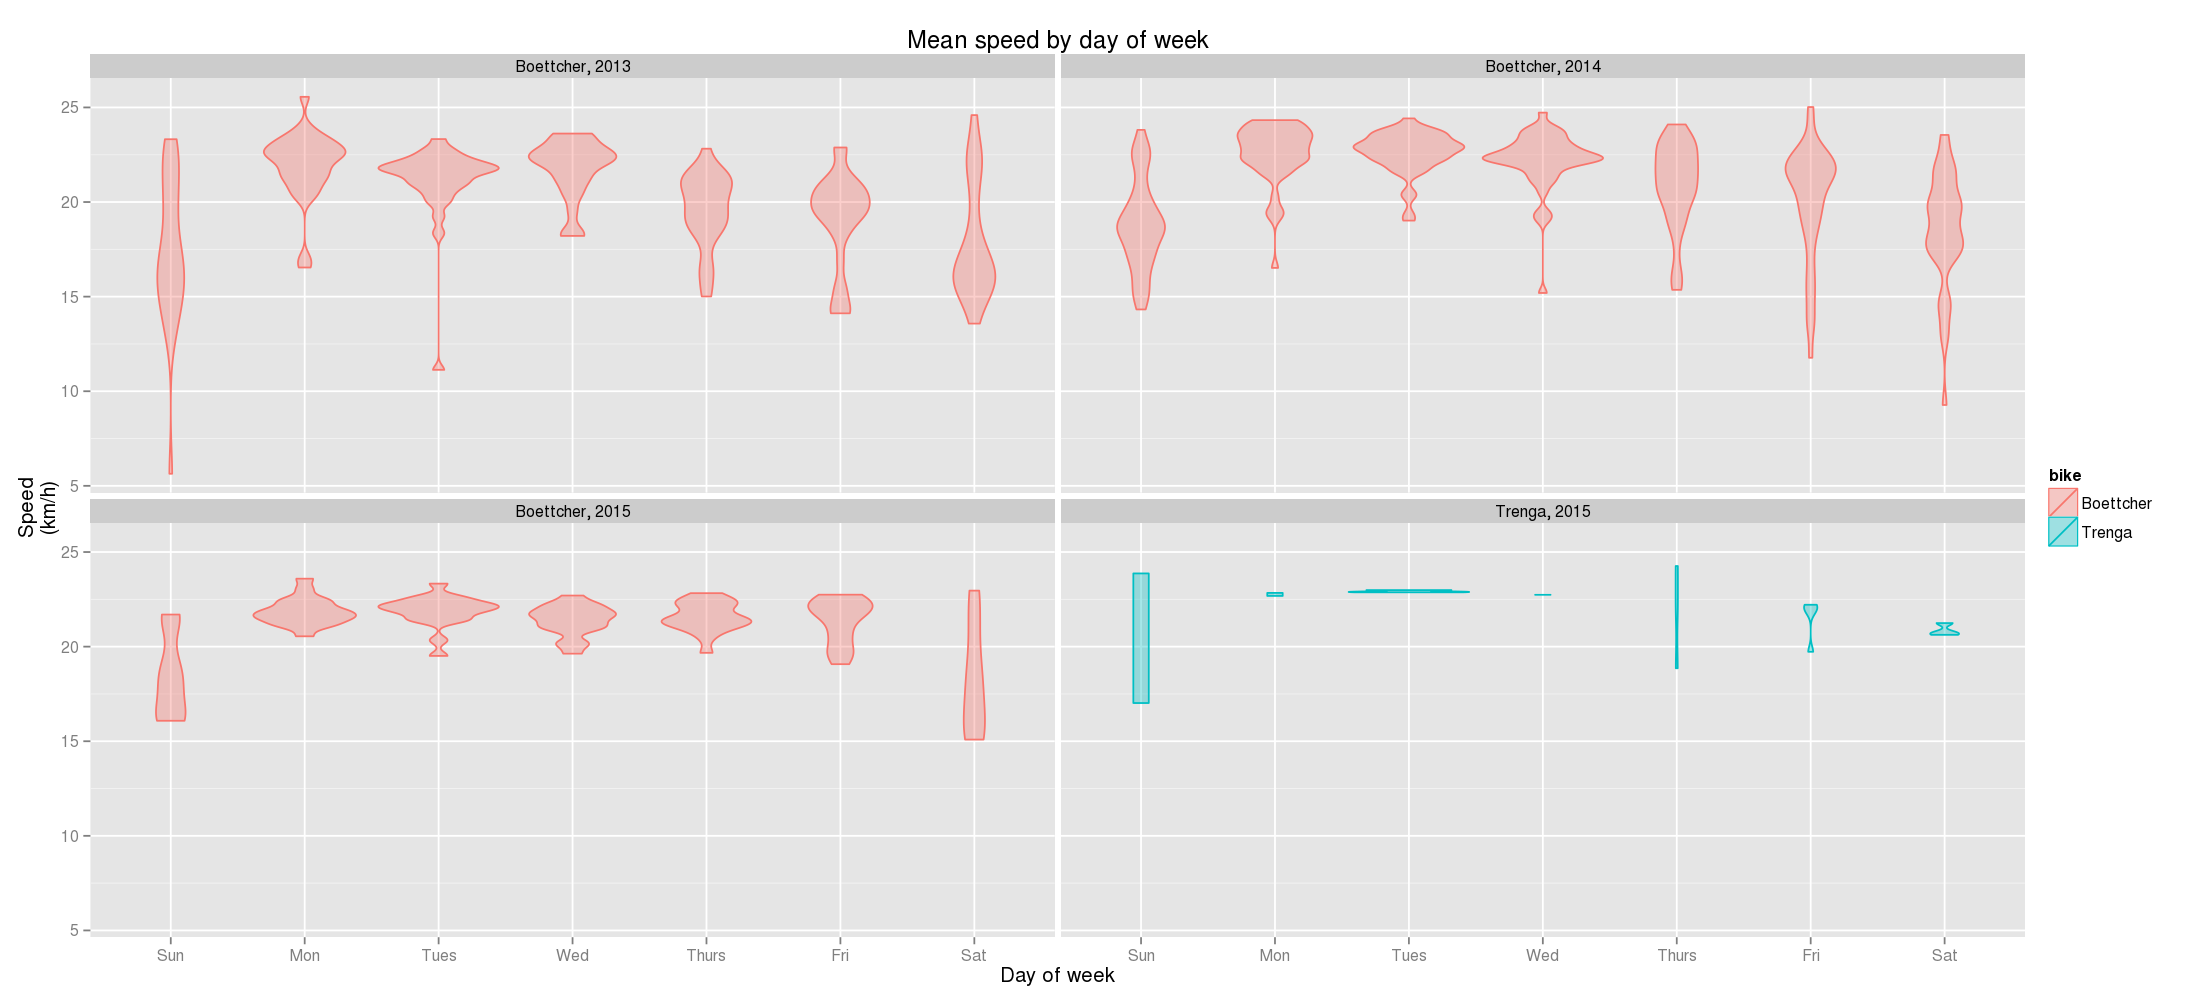 Mean speed by day of week
Boettcher, 2013
Boettcher, 2014
25
20
15
10
5
Boettcher, 2015
Trenga, 2015
25
20
15
10
5
Speed
(km/h)
Sun Mon Tues Wed Thurs Fri Sat
Sun Mon Tues Wed Thurs Fri Sat
Day of week
bike
Boettcher
Trenga